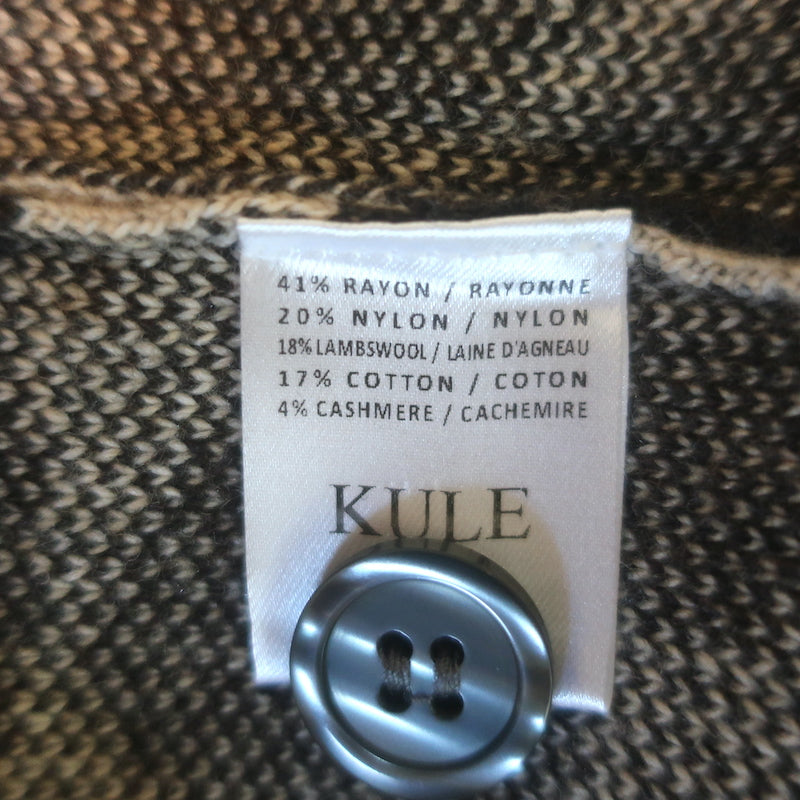 41% RAYON / RAYONNE
20% NYLON / NYLON
18% LAMBSWOOL / LAINE D'AGNEAU
17% COTTON / COTON
4% CASHMERE / CACHEMIRE
KULE